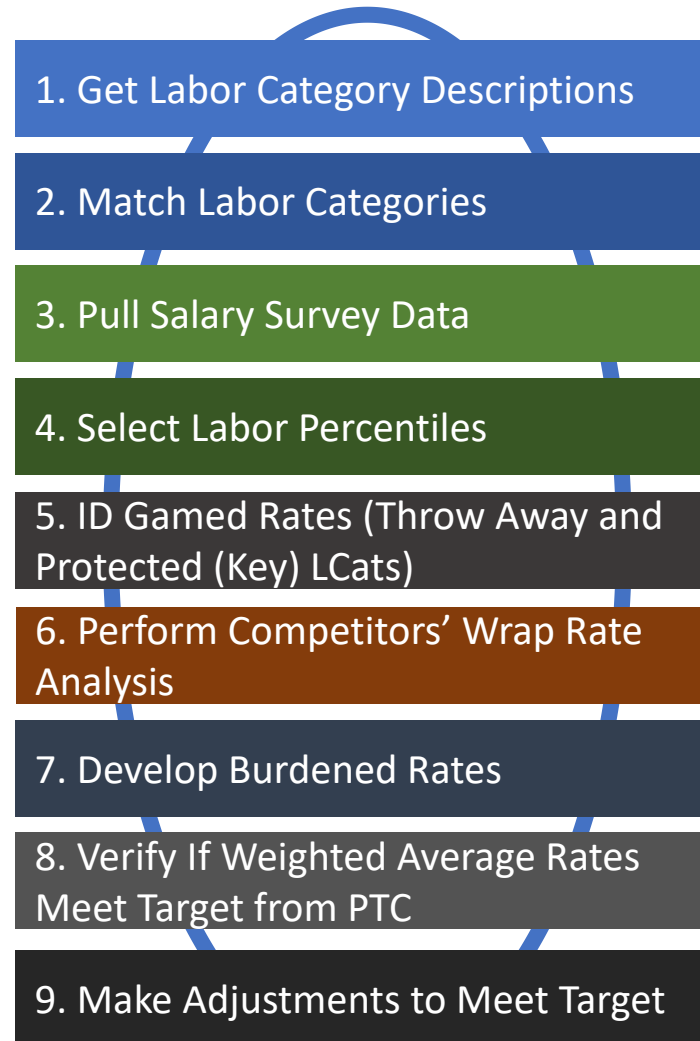 1. Get Labor Category Descriptions
2. Match Labor Categories
3. Pull Salary Survey Data
4. Select Labor Percentiles
5. ID Gamed Rates (Throw Away and
Protected (Key) LCats)
6. Perform Competitors’ Wrap Rate
Analysis
7. Develop Burdened Rates
8. Verify If Weighted Average Rates
Meet Target from PTC
9. Make Adjustments to Meet Target